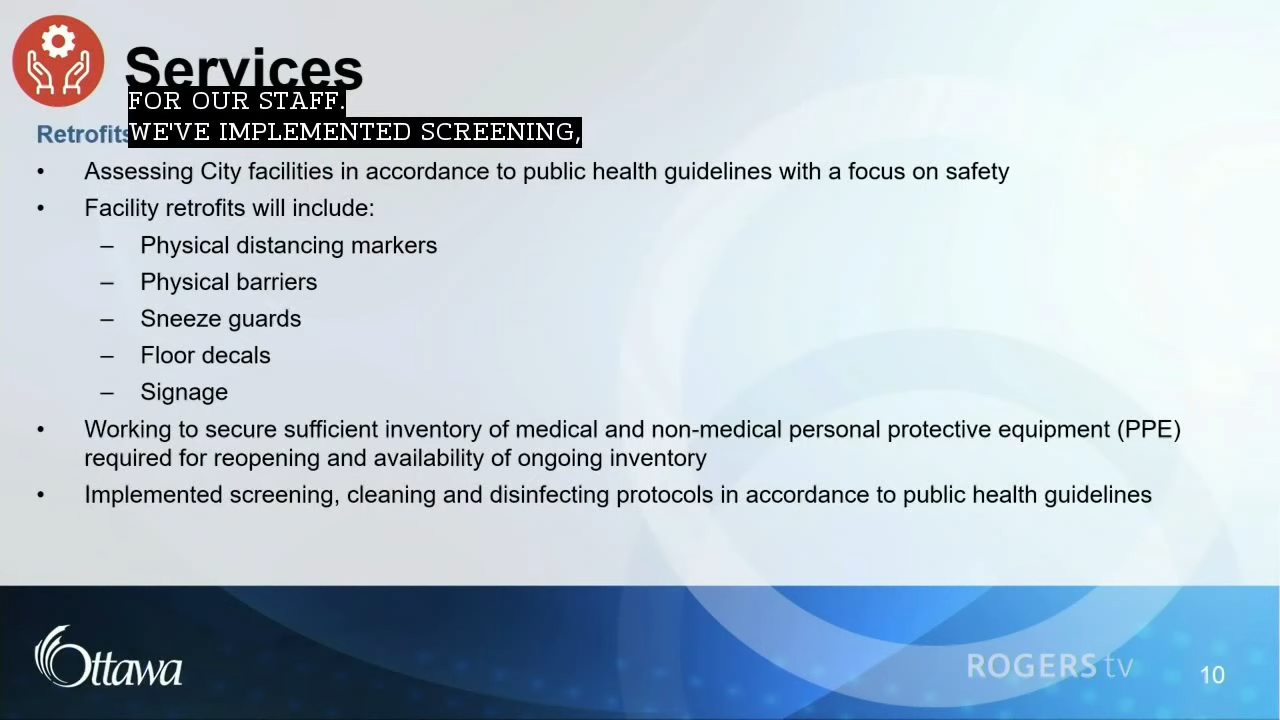 Services
FOR OUR STAFF.
Retrofits
WE'VE IMPLEMENTED SCREENING,
• Assessing City facilities in accordance to public health guidelines with a focus on safety
• Facility retrofits will include:
– Physical distancing markers
– Physical barriers
– Sneeze guards
– Floor decals
– Signage
• Working to secure sufficient inventory of medical and non-medical personal protective equipment (PPE)
required for reopening and availability of ongoing inventory
• Implemented screening, cleaning and disinfecting protocols in accordance to public health guidelines
Ottawa
ROGERS tv
10